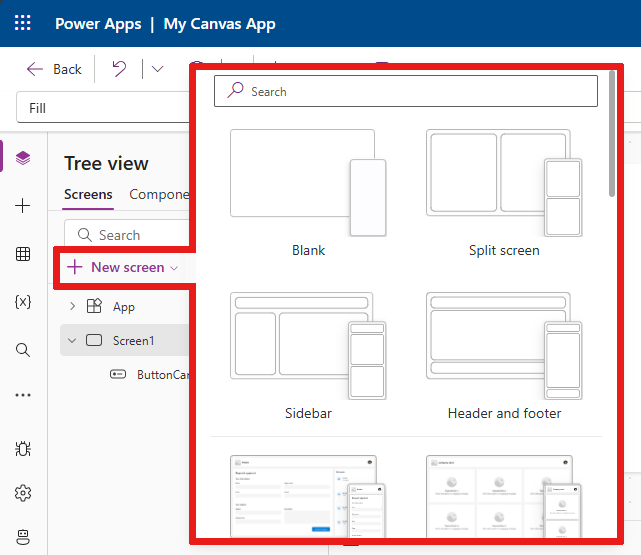 Power Apps | My Canvas App
Back
Fill
Tree view
Screens Compone
Search
New screen
App
Screen1
ButtonCan
Search
Blank
Split screen
Sidebar
Header and footer